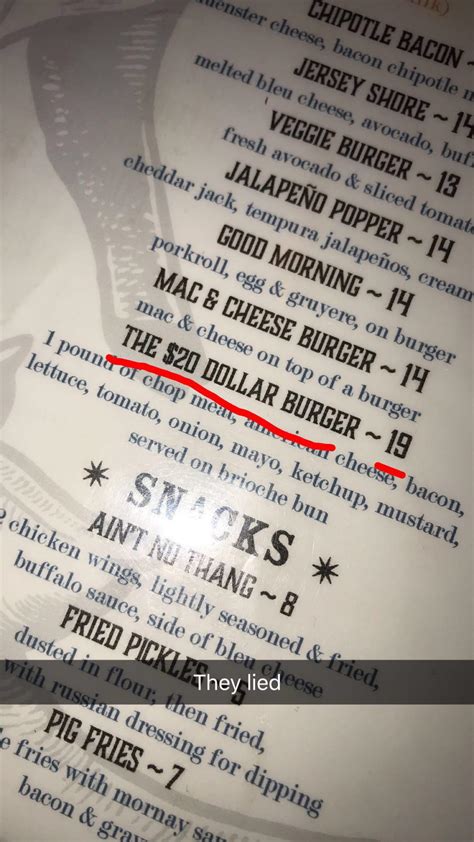 CHIPOTLE BACON ~
cheese, bacon chipotle
JERSEY SHORE ~ 14
melted bleu cheese, avocado,
VEGGIE BURGER ~ 13
fresh avocado & sliced
JALAPEÑO POPPER ~ 14
cheddar jack, tempura jalapeños, cream
GOOD MORNING ~ 14
porkroll, egg & gruyere, on burger
MAC & CHEESE BURGER ~ 14
mac & cheese on top of a burger
THE $20 DOLLAR BURGER ~ 19
1 pound of chop meat, american cheese, bacon,
lettuce, tomato, onion, mayo, ketchup, mustard,
served on brioche bun
SNACKS
AIN'T NO THANG ~ 8
chicken wings, lightly seasoned & fried,
buffalo sauce, side of bleu cheese
FRIED PICKLES
dusted in flour, then fried,
with russian dressing for dipping
PIG FRIES ~ 7
fries with mornay
bacon &
They lied